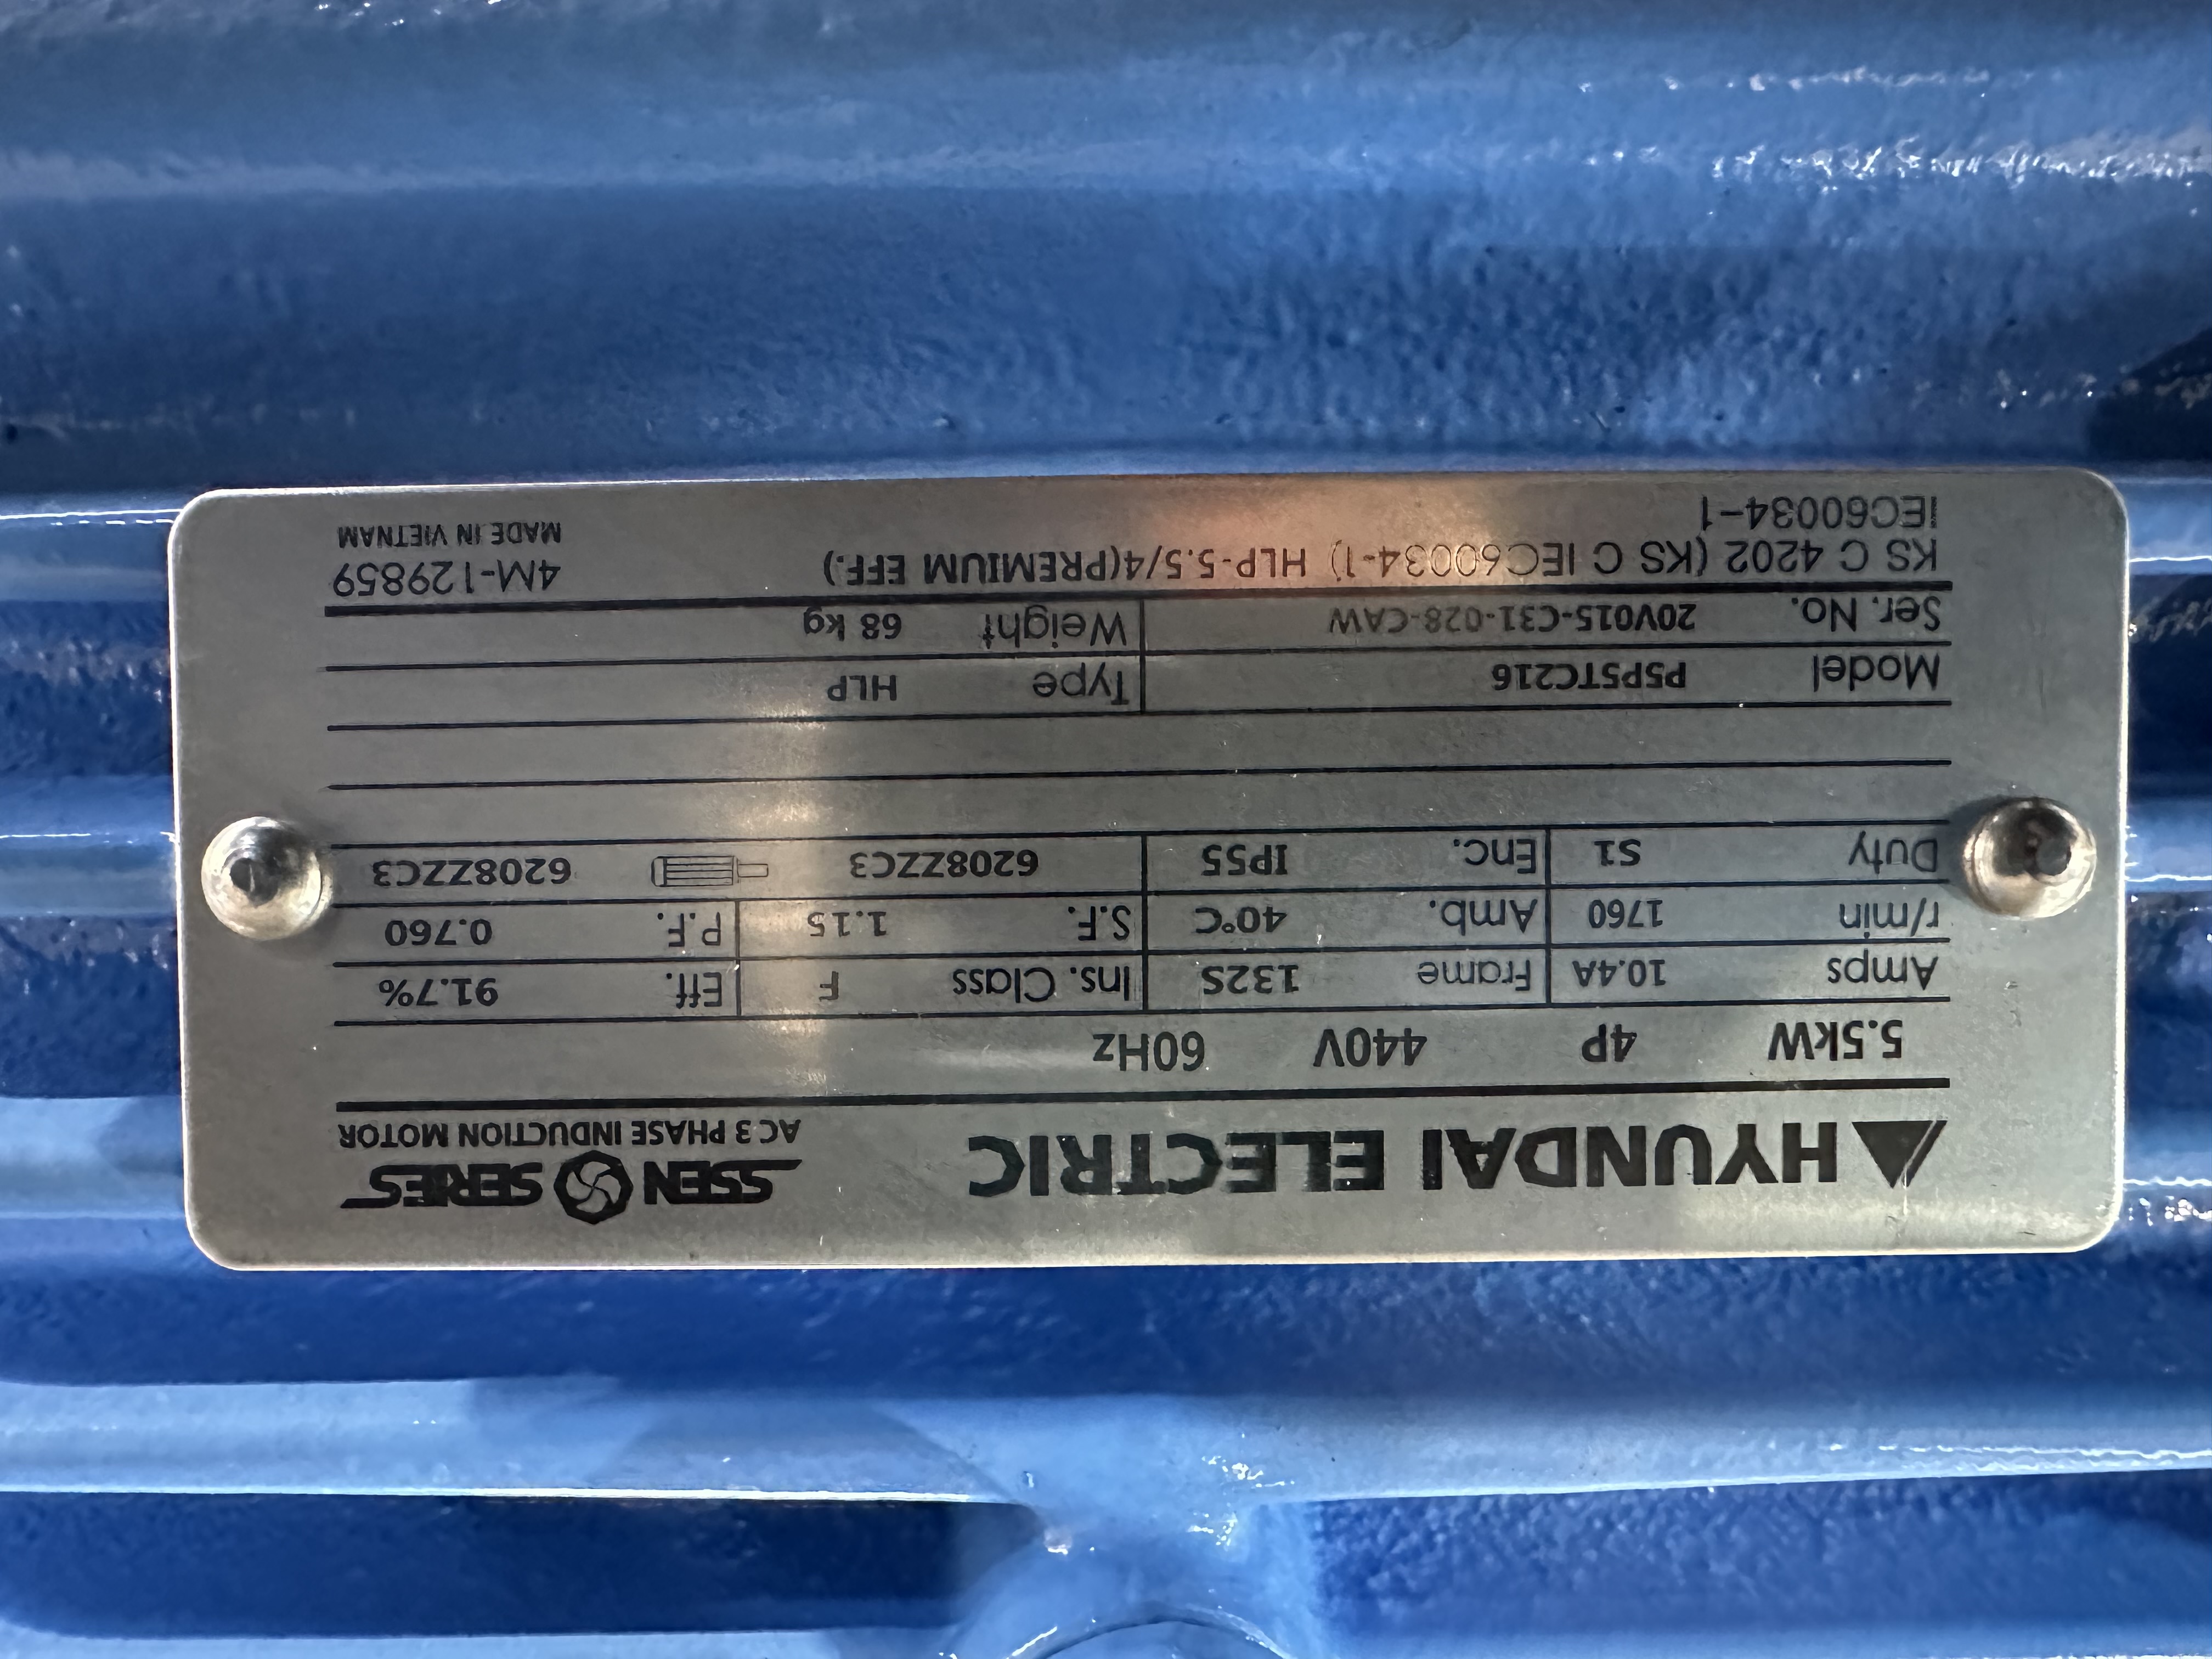 HYUNDAI ELECTRIC
SSEN SERIES
AC 3 PHASE INDUCTION MOTOR
5.5kW 4P 440V 60Hz
Amps 10.4A Frame 132S Ins. Class F Eff. 91.7%
r/min 1760 Amb. 40°C S.F. 1.15 P.F. 0.760
Duty S1 Enc. IP55 6208ZZC3 6208ZZC3
Model P5P5TC216 Type HLP
Ser. No. 20V015-C31-028-CAW Weight 68 kg
KS C 4202 (KS C IEC60034-1) HLP-5.5/4(PREMIUM EFF.) 4M-129859
IEC60034-1 MADE IN VIETNAM